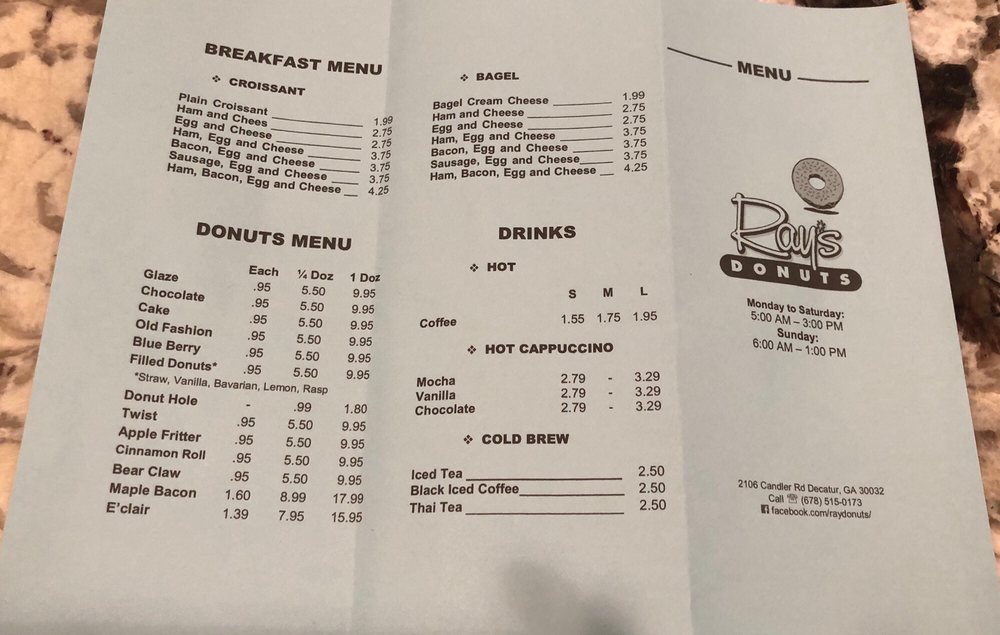 BREAKFAST MENU
❖ CROISSANT
Plain Croissant 1.99
Ham and Chees 2.75
Egg and Cheese 2.75
Ham, Egg and Cheese 3.75
Bacon, Egg and Cheese 3.75
Sausage, Egg and Cheese 3.75
Ham, Bacon, Egg and Cheese 4.25
DONUTS MENU
Each ¼ Doz 1 Doz
Glaze .95 5.50 9.95
Chocolate .95 5.50 9.95
Cake .95 5.50 9.95
Old Fashion .95 5.50 9.95
Blue Berry .95 5.50 9.95
Filled Donuts* .95 5.50 9.95
*Straw, Vanilla, Bavarian, Lemon, Rasp
Donut Hole - .99 1.80
Twist .95 5.50 9.95
Apple Fritter .95 5.50 9.95
Cinnamon Roll .95 5.50 9.95
Bear Claw .95 5.50 9.95
Maple Bacon 1.60 8.99 17.99
E'clair 1.39 7.95 15.95
❖ BAGEL
Bagel Cream Cheese 1.99
Ham and Cheese 2.75
Egg and Cheese 2.75
Ham, Egg and Cheese 3.75
Bacon, Egg and Cheese 3.75
Sausage, Egg and Cheese 3.75
Ham, Bacon, Egg and Cheese 4.25
DRINKS
❖ HOT
S M L
Coffee 1.55 1.75 1.95
❖ HOT CAPPUCCINO
Mocha 2.79 - 3.29
Vanilla 2.79 - 3.29
Chocolate 2.79 - 3.29
❖ COLD BREW
Iced Tea 2.50
Black Iced Coffee 2.50
Thai Tea 2.50
MENU
Ray's
DONUTS
Monday to Saturday:
5:00 AM – 3:00 PM
Sunday:
6:00 AM – 1:00 PM
2106 Candler Rd Decatur, GA 30032
Call ☏ (678) 515-0173
facebook.com/raydonuts/